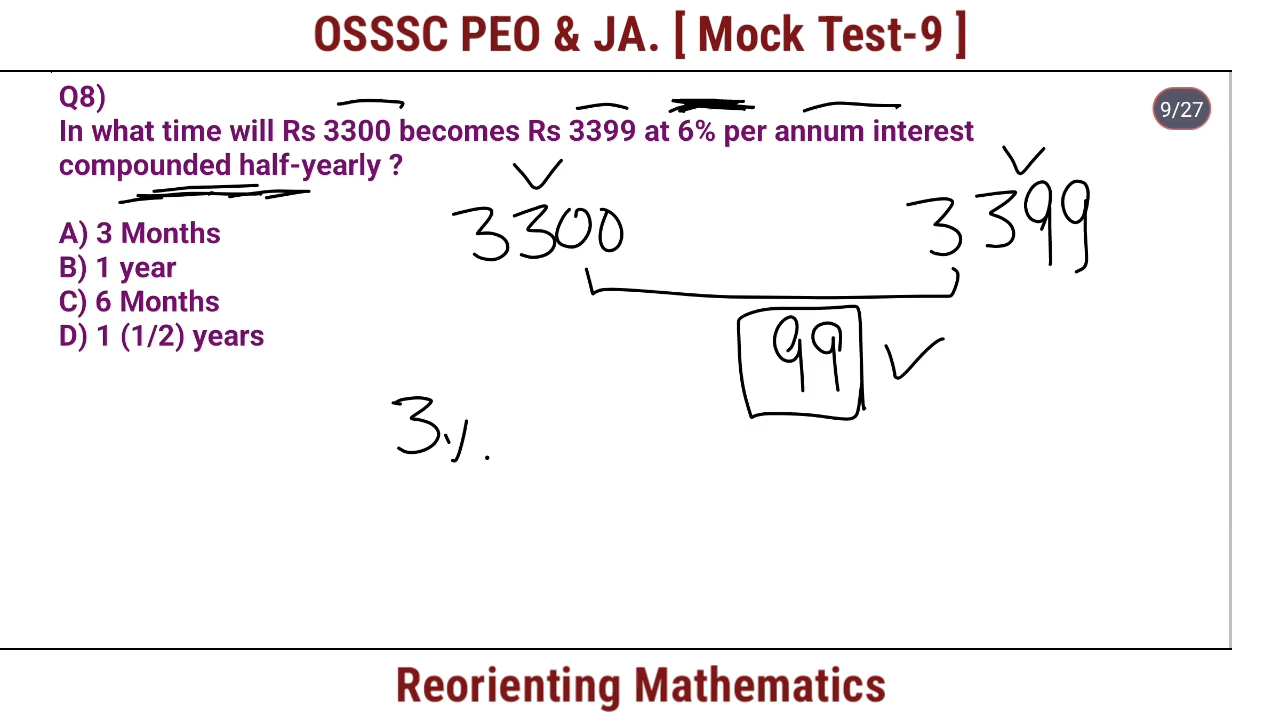 OSSSC PEO & JA. [ Mock Test-9 ]
Q8)
9/27
In what time will Rs 3300 becomes Rs 3399 at 6% per annum interest
compounded half-yearly ?
3300 3399
A) 3 Months
B) 1 year
C) 6 Months
D) 1 (1/2) years
99
3%.
Reorienting Mathematics